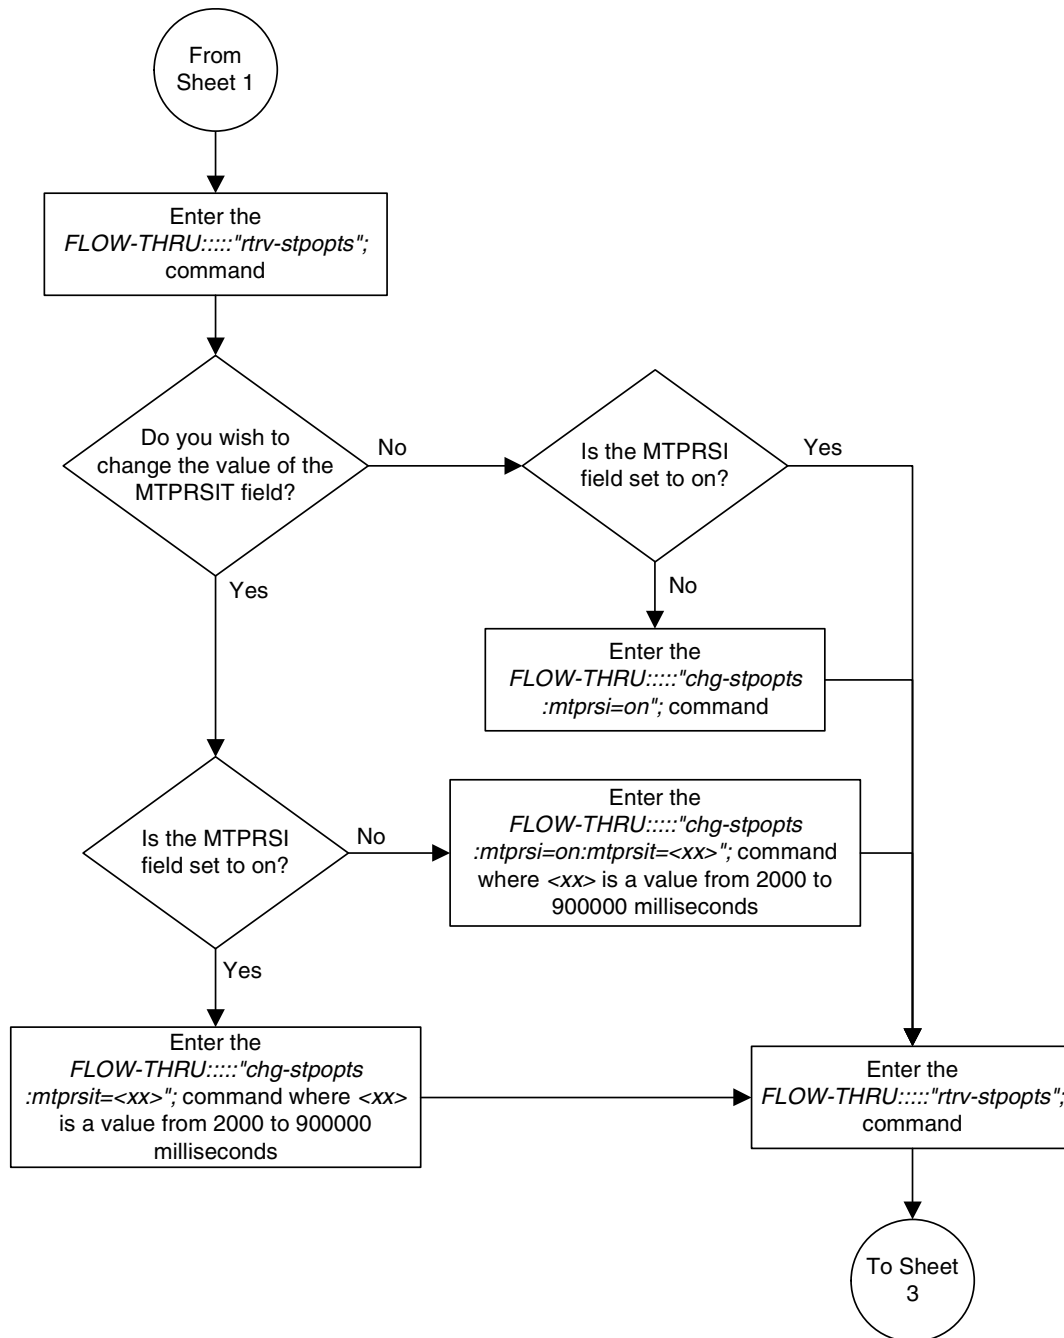 From
Sheet 1
Enter the
FLOW-THRU:::::"rtrv-stpopts";
command
Do you wish to
change the value of the
MTPRSIT field?
No
Yes
Is the MTPRSI
field set to on?
Yes
No
Enter the
FLOW-THRU:::::"chg-stpopts
:mtprsi=on"; command
Is the MTPRSI
field set to on?
No
Yes
Enter the
FLOW-THRU:::::"chg-stpopts
:mtprsi=on:mtprsit=<xx>"; command
where <xx> is a value from 2000 to
900000 milliseconds
Enter the
FLOW-THRU:::::"chg-stpopts
:mtprsit=<xx>"; command where <xx>
is a value from 2000 to 900000
milliseconds
Enter the
FLOW-THRU:::::"rtrv-stpopts";
command
To Sheet
3